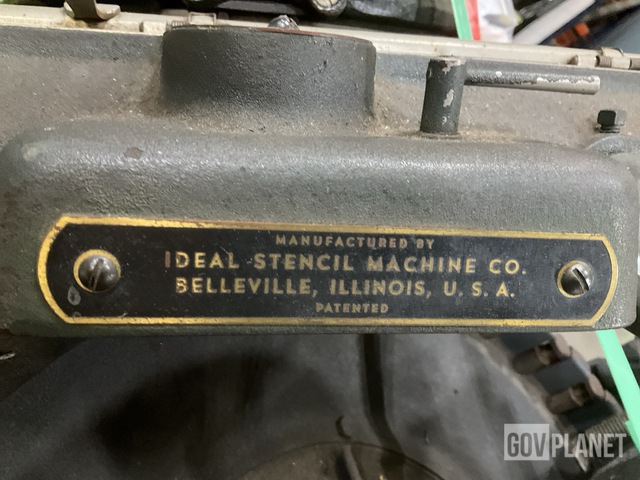 MANUFACTURED BY
IDEAL STENCIL MACHINE CO.
BELLEVILLE, ILLINOIS, U. S. A.
PATENTED
GOVPLANET